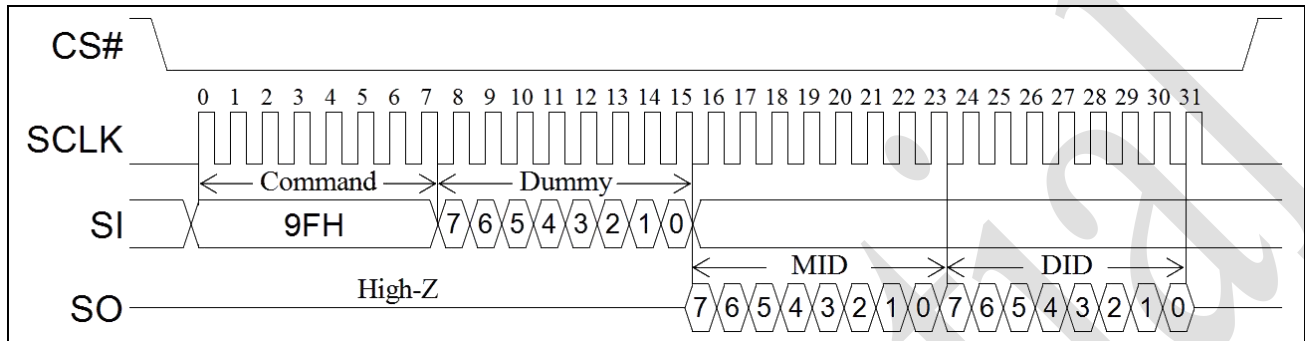 CS#
0 1 2 3 4 5 6 7 8 9 10 11 12 13 14 15 16 17 18 19 20 21 22 23 24 25 26 27 28 29 30 31
SCLK
Command Dummy
SI 9FH 7 6 5 4 3 2 1 0
MID DID
High-Z
SO 7 6 5 4 3 2 1 0 7 6 5 4 3 2 1 0